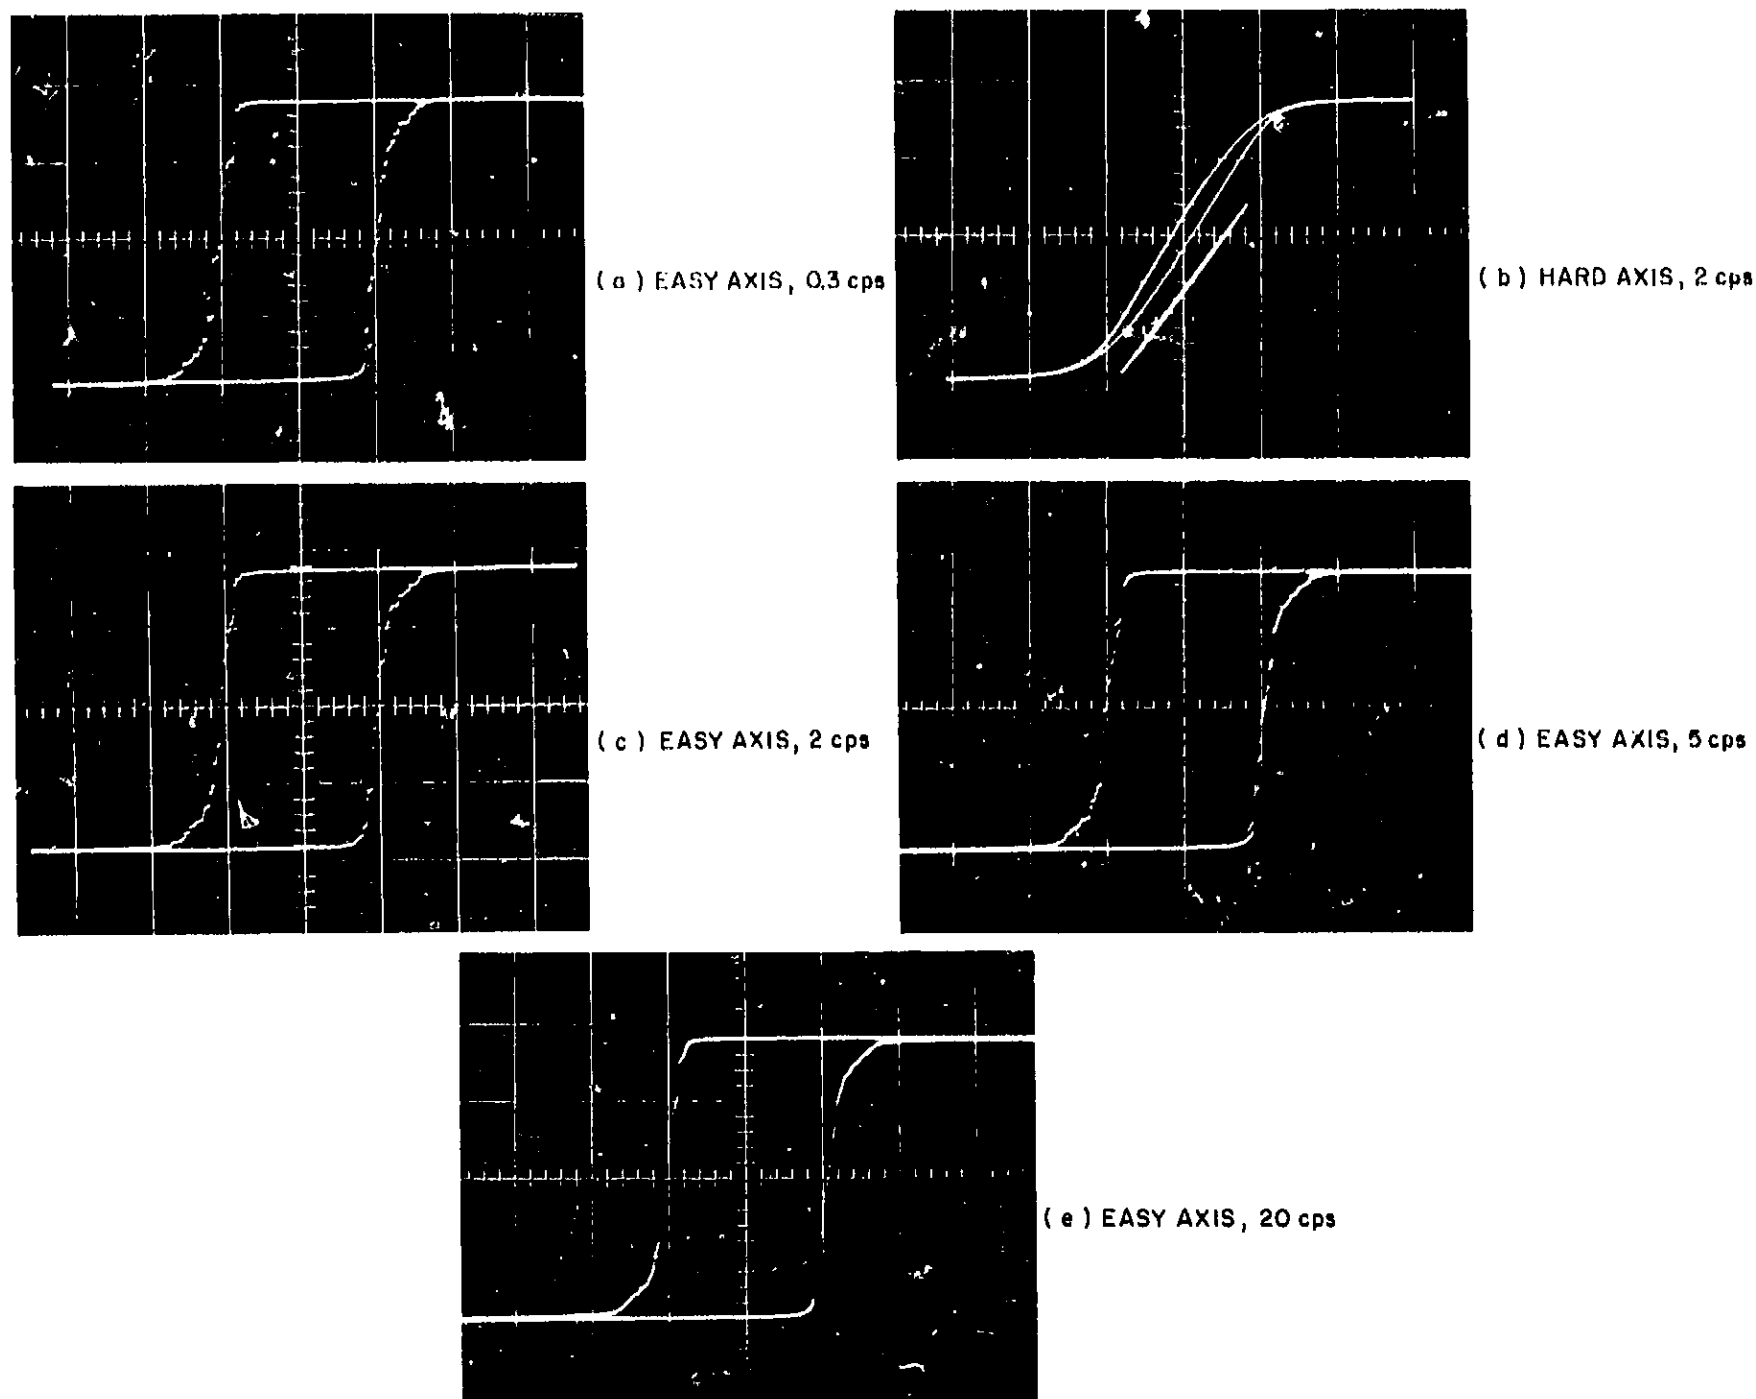 ( a ) EASY AXIS, 0.3 cps
( b ) HARD AXIS, 2 cps
( c ) EASY AXIS, 2 cps
( d ) EASY AXIS, 5 cps
( e ) EASY AXIS, 20 cps